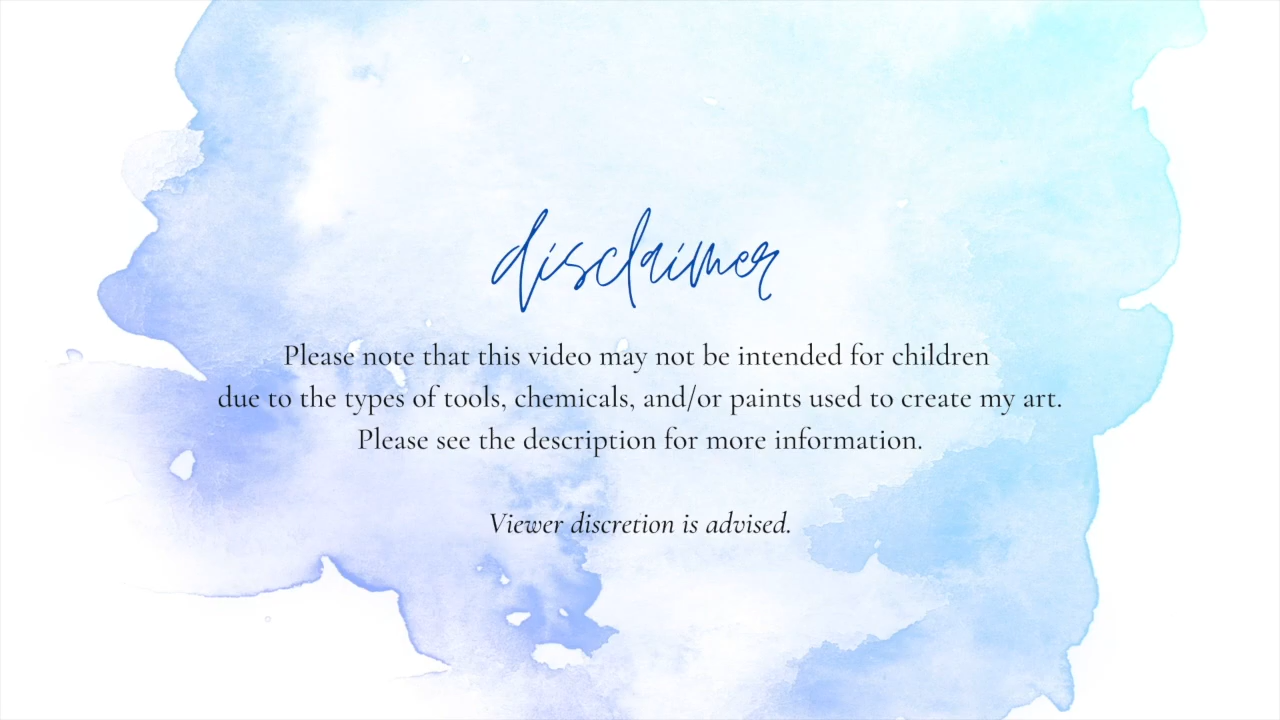 disclaimer
Please note that this video may not be intended for children
due to the types of tools, chemicals, and/or paints used to create my art.
Please see the description for more information.
Viewer discretion is advised.